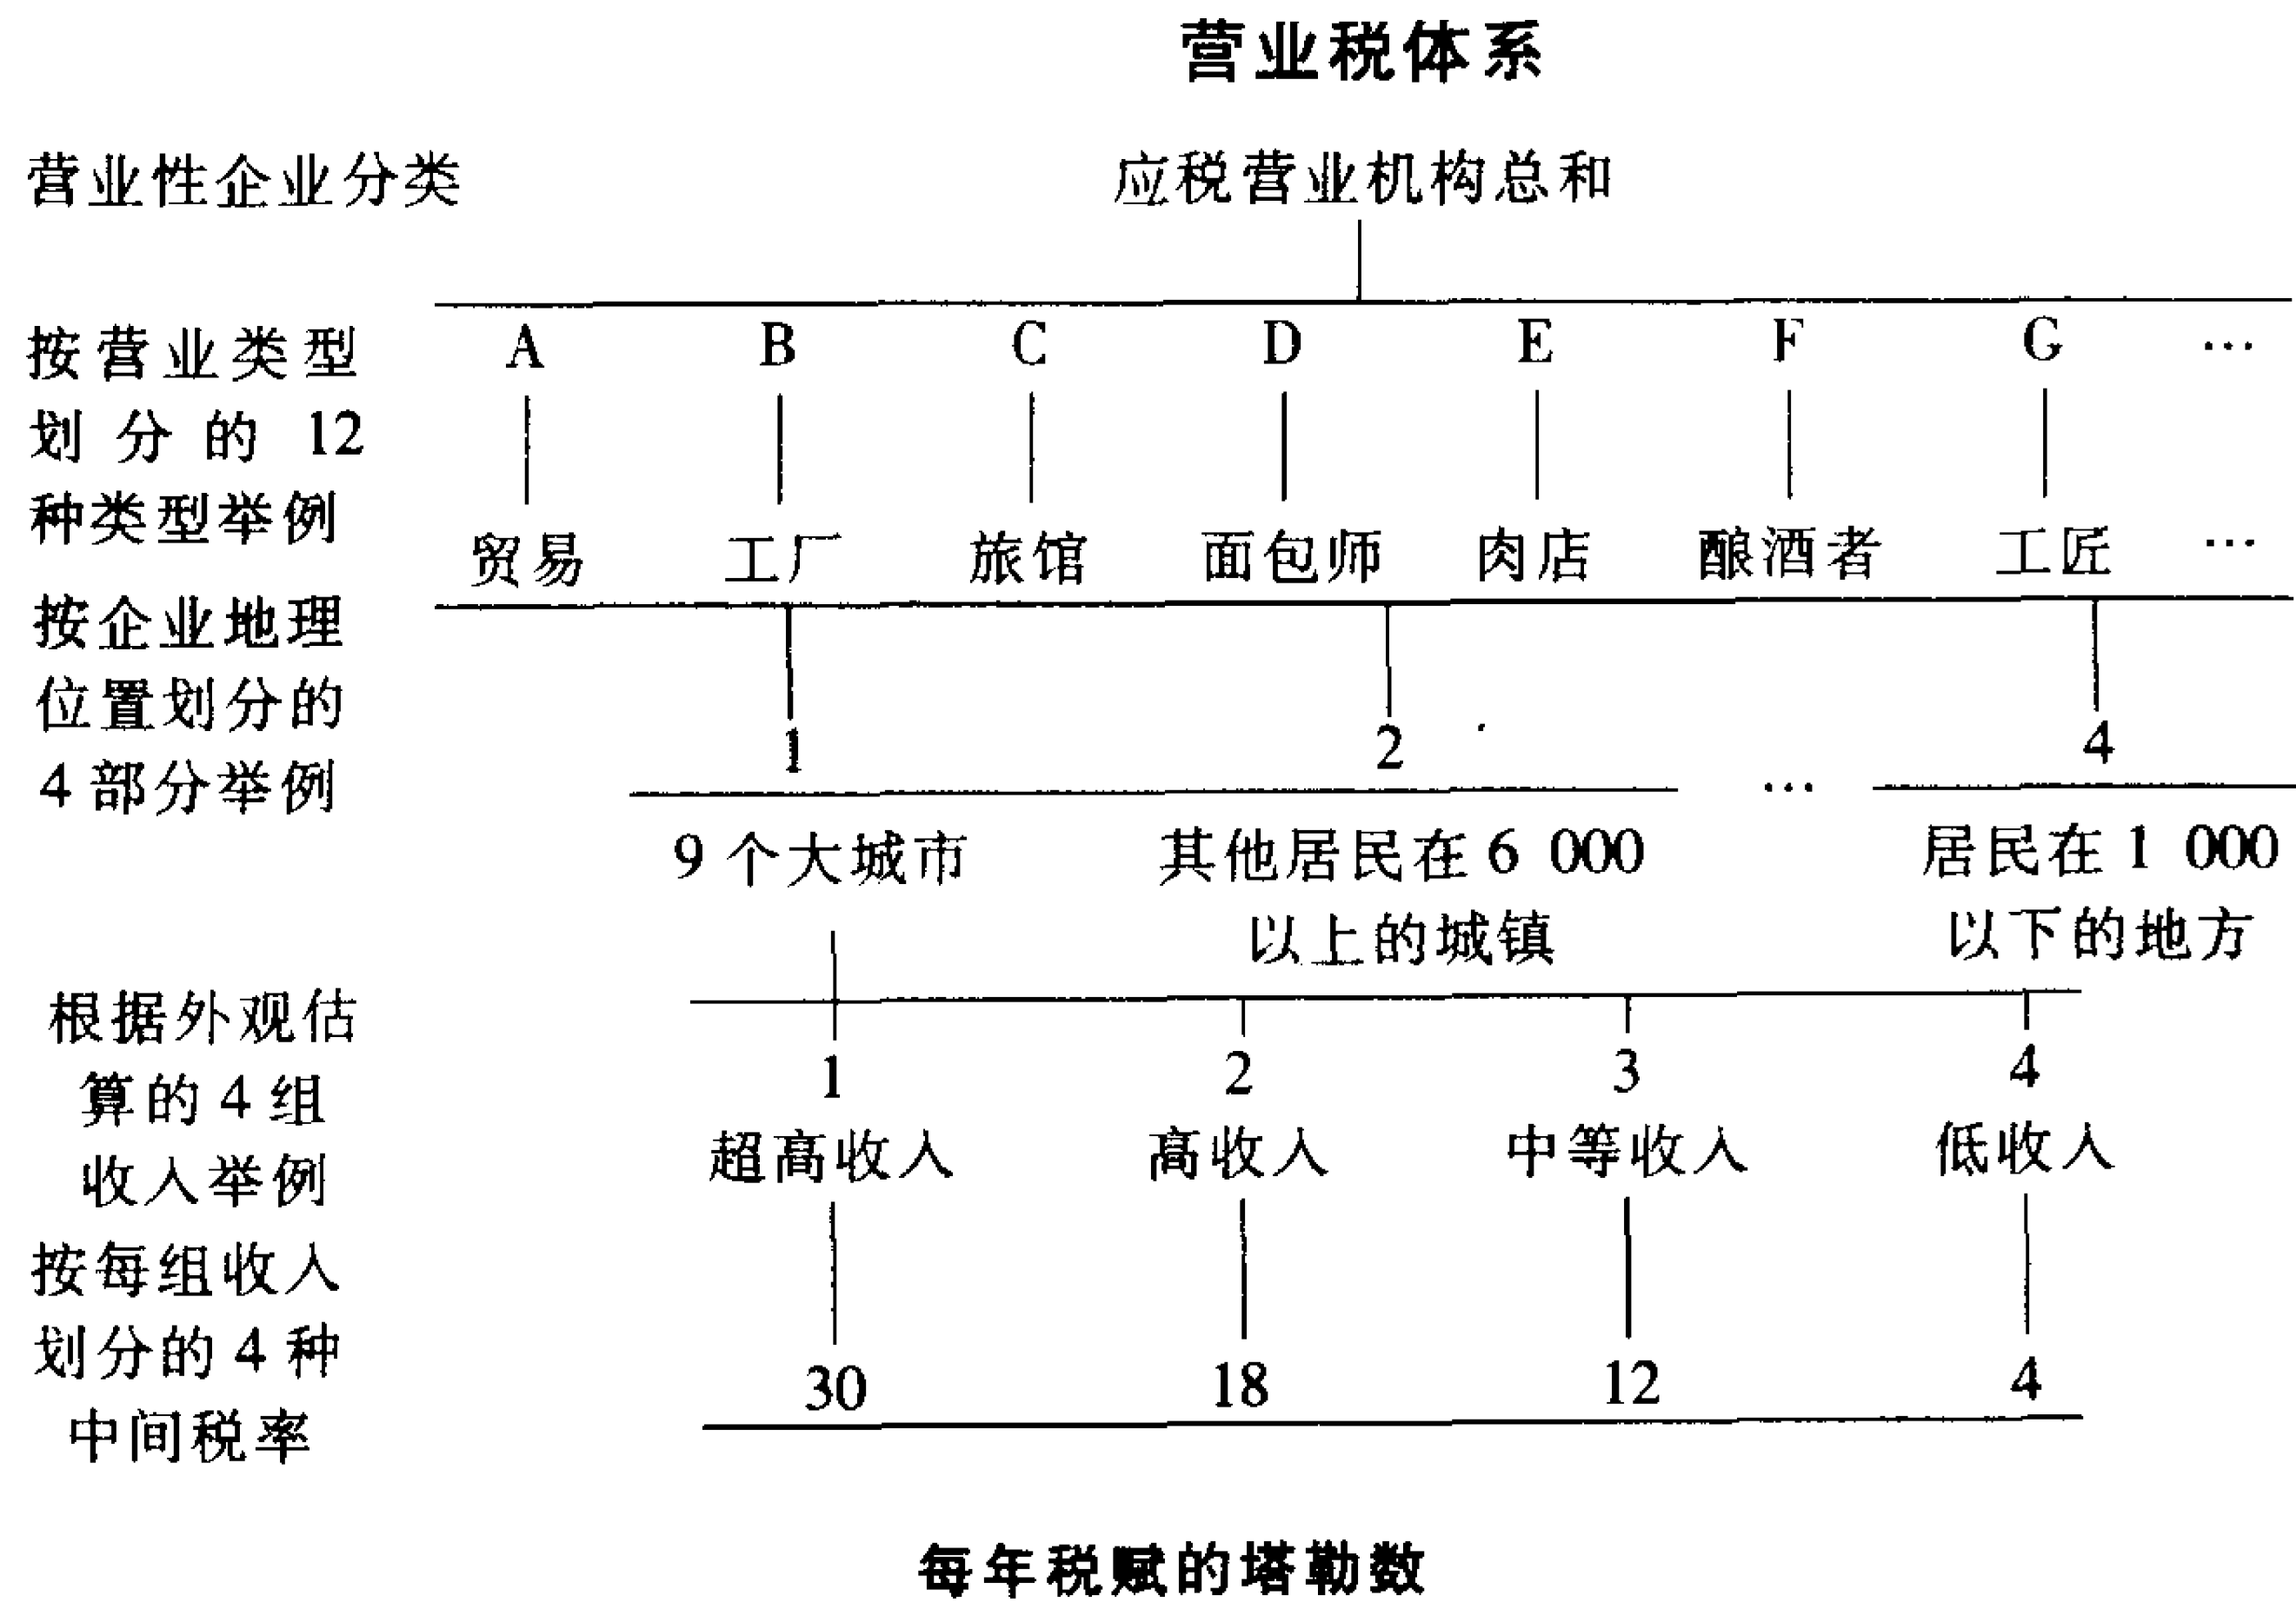 营业税体系
营业性企业分类
应税营业机构总和
按营业类型
划分的 12
种类型举例
A B C D E F G …
贸易 工厂 旅馆 面包师 肉店 酿酒者 工匠 …
按企业地理
位置划分的
4 部分举例
1 2 … 4
9 个大城市
其他居民在 6 000
以上的城镇
居民在 1 000
以下的地方
根据外观估
算的 4 组
收入举例
1 2 3 4
超高收入 高收入 中等收入 低收入
按每组收入
划分的 4 种
中间税率
30 18 12 4
每年税赋的塔勒数